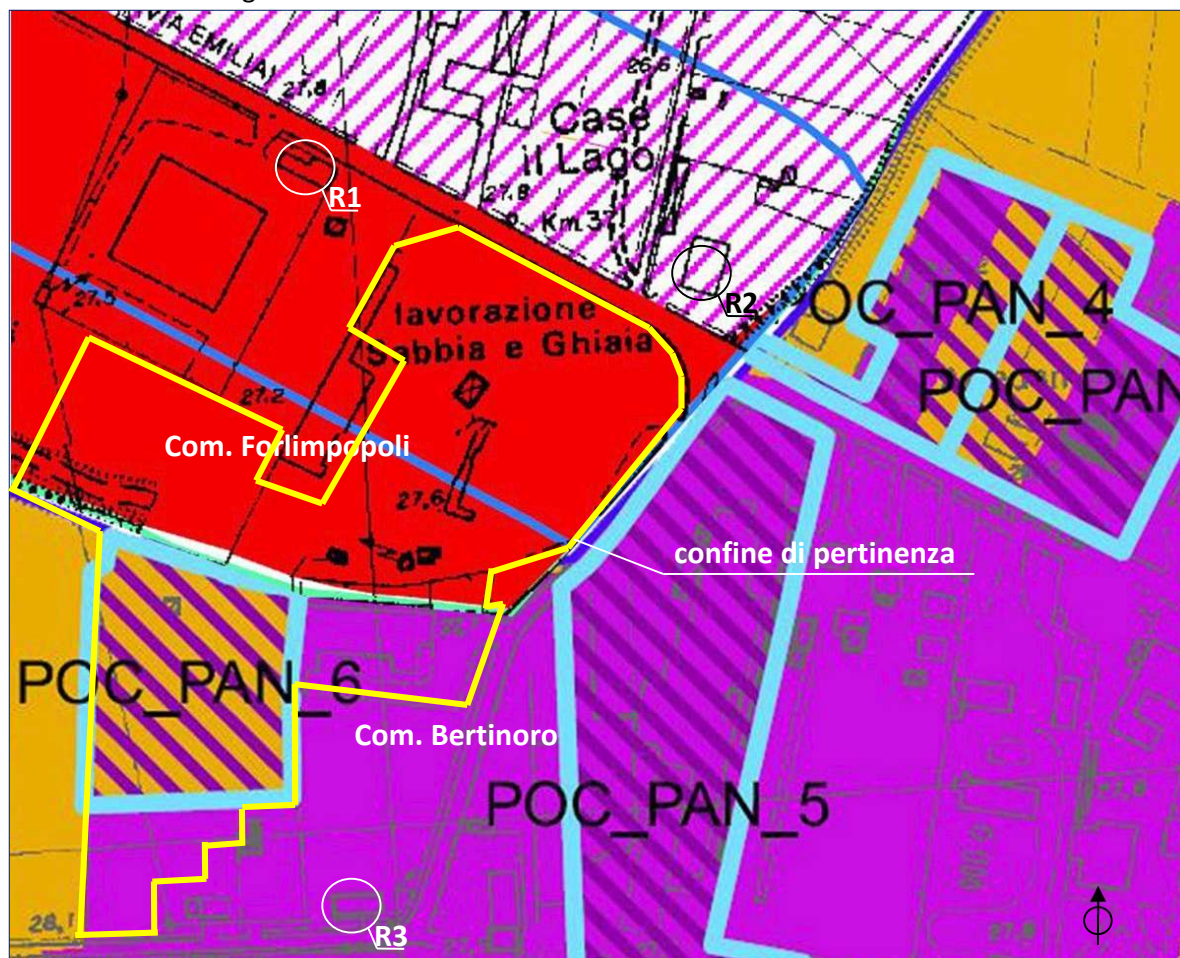 VIA EMILIA)
27.8
26.6
Case
il Lago
27.8
Km. 37
R1
R2
27.5
lavorazione
Sabbia e Ghiaia
OC_PAN_4
POC_PAN
27.2
Com. Forlimpopoli
27.6
confine di pertinenza
POC_PAN_6
Com. Bertinoro
POC_PAN_5
R3
28.1
27.9